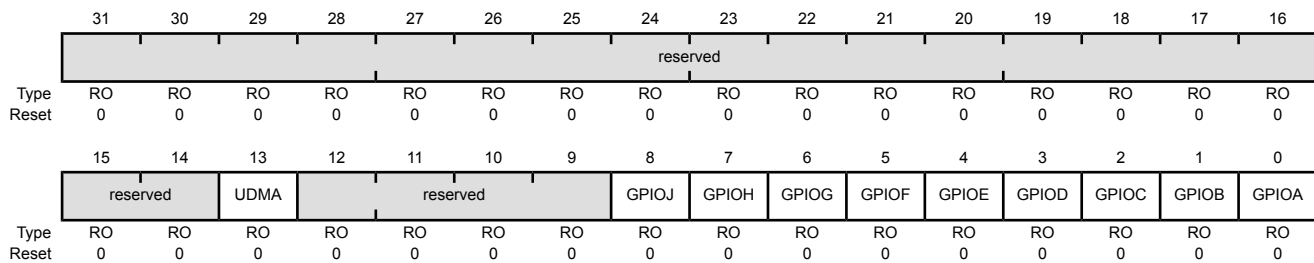 31 30 29 28 27 26 25 24 23 22 21 20 19 18 17 16
reserved
Type RO RO RO RO RO RO RO RO RO RO RO RO RO RO RO RO
Reset 0 0 0 0 0 0 0 0 0 0 0 0 0 0 0 0
15 14 13 12 11 10 9 8 7 6 5 4 3 2 1 0
reserved UDMA reserved GPIOJ GPIOH GPIOG GPIOF GPIOE GPIOD GPIOC GPIOB GPIOA
Type RO RO RO RO RO RO RO RO RO RO RO RO RO RO RO RO
Reset 0 0 0 0 0 0 0 0 0 0 0 0 0 0 0 0